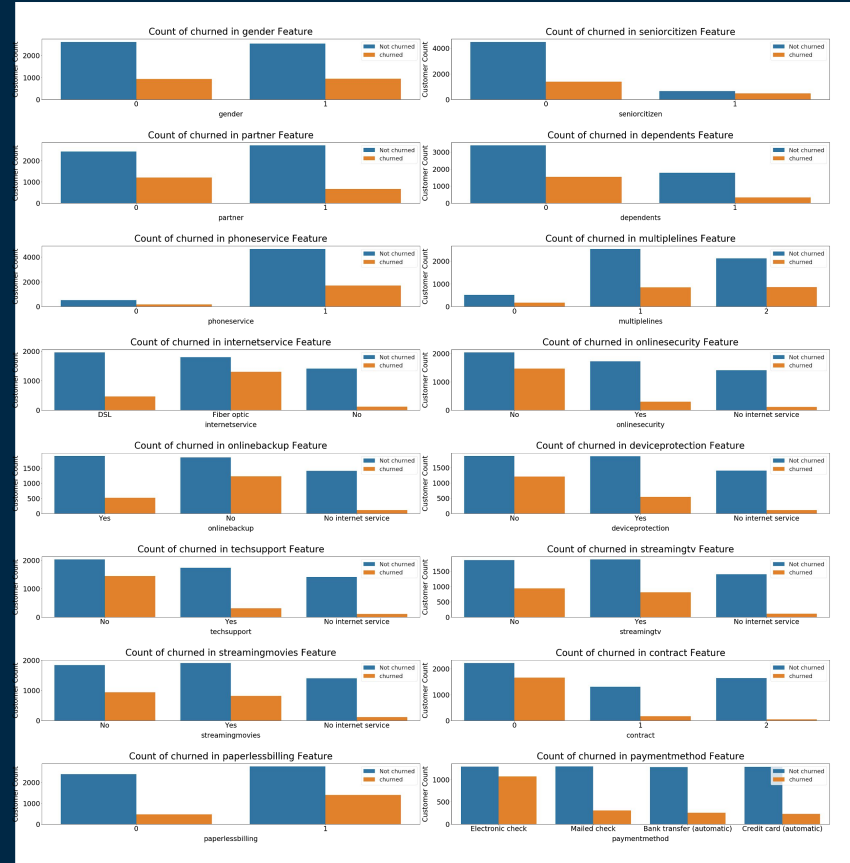 Count of churned in gender Feature
Customer Count
2000
1000
0
Not churned
churned
0 1
gender
Count of churned in seniorcitizen Feature
Customer Count
4000
2000
0
Not churned
churned
0 1
seniorcitizen
Count of churned in partner Feature
Customer Count
2000
1000
0
Not churned
churned
0 1
partner
Count of churned in dependents Feature
Customer Count
3000
2000
1000
0
Not churned
churned
0 1
dependents
Count of churned in phoneservice Feature
Customer Count
4000
2000
0
Not churned
churned
0 1
phoneservice
Count of churned in multiplelines Feature
Customer Count
2000
1000
0
Not churned
churned
0 1 2
multiplelines
Count of churned in internetservice Feature
Customer Count
2000
1000
0
Not churned
churned
DSL Fiber optic No
internetservice
Count of churned in onlinesecurity Feature
Customer Count
2000
1000
0
Not churned
churned
No Yes No internet service
onlinesecurity
Count of churned in onlinebackup Feature
Customer Count
1500
1000
500
0
Not churned
churned
Yes No No internet service
onlinebackup
Count of churned in deviceprotection Feature
Customer Count
1500
1000
500
0
Not churned
churned
No Yes No internet service
deviceprotection
Count of churned in techsupport Feature
Customer Count
2000
1000
0
Not churned
churned
No Yes No internet service
techsupport
Count of churned in streamingtv Feature
Customer Count
1500
1000
500
0
Not churned
churned
No Yes No internet service
streamingtv
Count of churned in streamingmovies Feature
Customer Count
2000
1000
0
Not churned
churned
No Yes No internet service
streamingmovies
Count of churned in contract Feature
Customer Count
2000
1000
0
Not churned
churned
0 1 2
contract
Count of churned in paperlessbilling Feature
Customer Count
2000
1000
0
Not churned
churned
0 1
paperlessbilling
Count of churned in paymentmethod Feature
Customer Count
1000
500
0
Not churned
churned
Electronic check Mailed check Bank transfer (automatic) Credit card (automatic)
paymentmethod